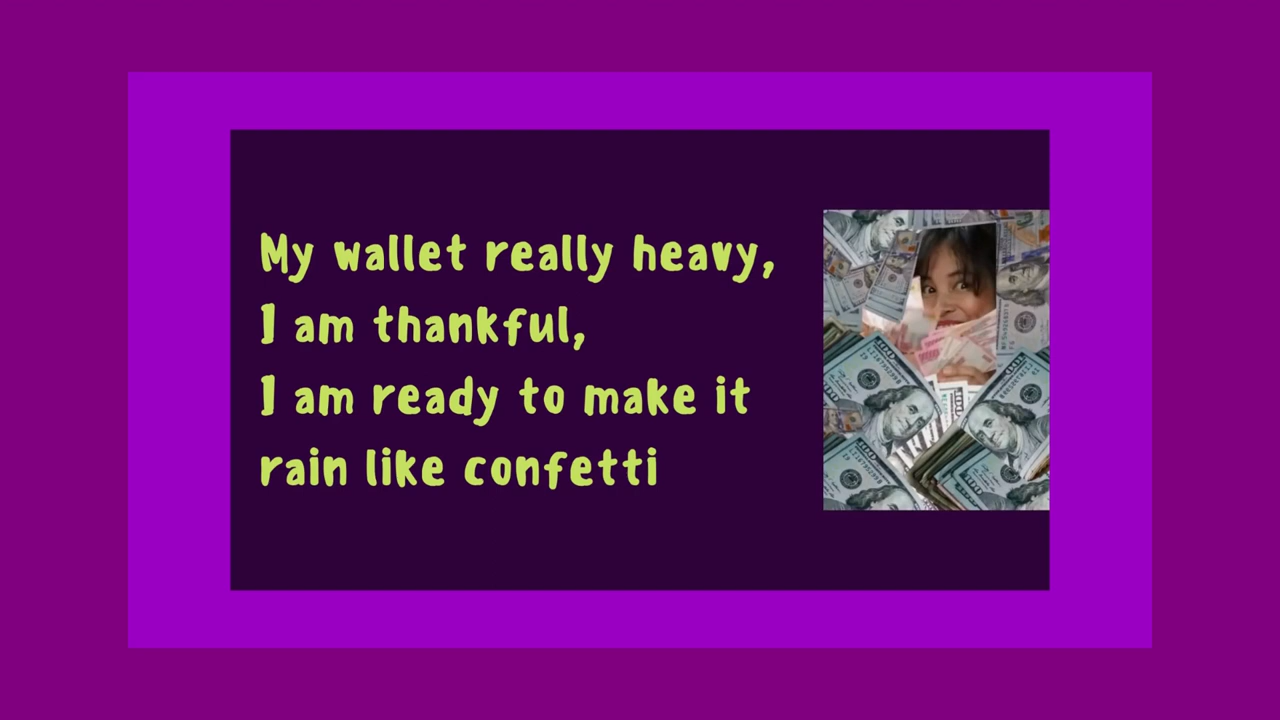 My wallet really heavy,
I am thankful,
I am ready to make it
rain like confetti